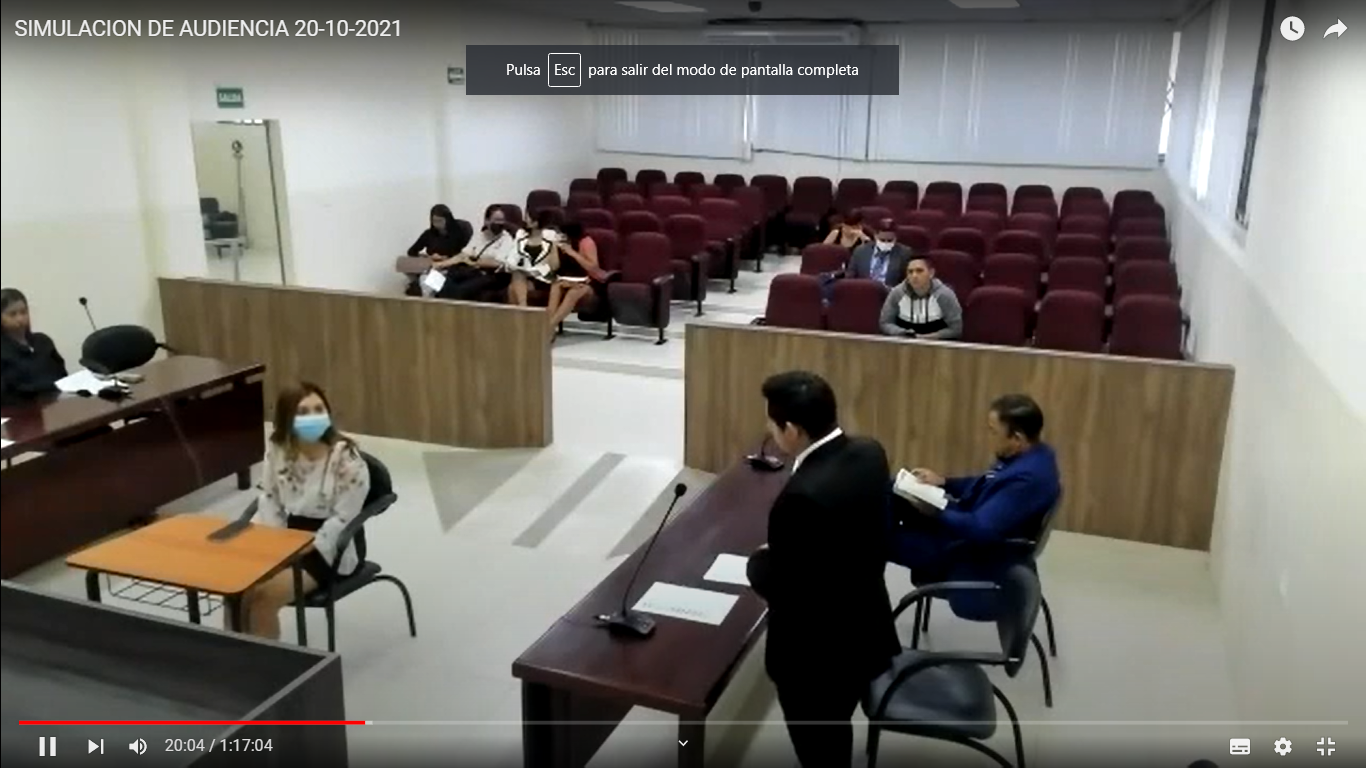 SIMULACION DE AUDIENCIA 20-10-2021
Pulsa Esc para salir del modo de pantalla completa
SALIDA
20:04 / 1:17:04